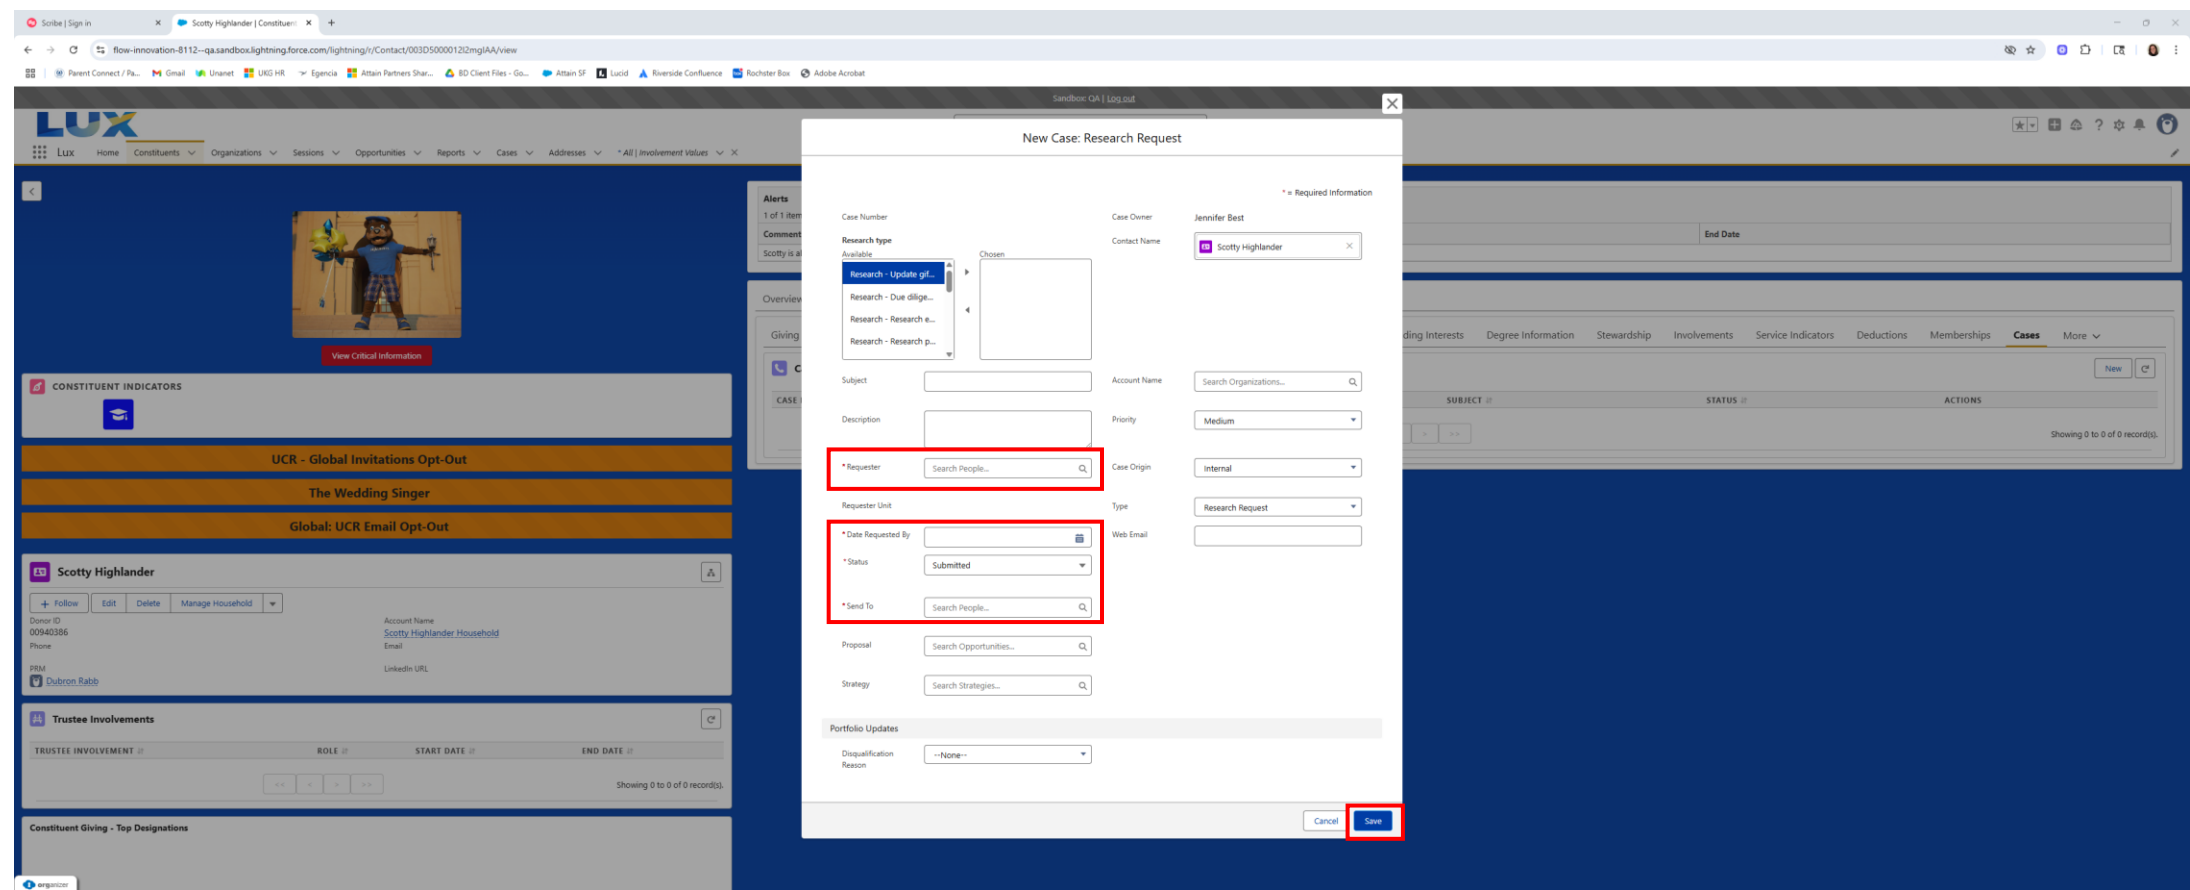 Scribe | Sign in
Scotty Highlander | Constituent
flow-innovation-8112--qa.sandbox.lightning.force.com/lightning/r/Contact/003D5000012I2mgIAA/view
Parent Connect / Pa... Gmail Unanet UKG HR Egencia Attain Partners Shar... BD Client Files - Go... Attain SF Lucid Riverside Confluence Rochster Box Adobe Acrobat
Sandbox: QA | Log out
LUX
Lux Home Constituents Organizations Sessions Opportunities Reports Cases Addresses * All | Involvement Values
View Critical Information
CONSTITUENT INDICATORS
UCR - Global Invitations Opt-Out
The Wedding Singer
Global: UCR Email Opt-Out
Scotty Highlander
+ Follow Edit Delete Manage Household
Donor ID
00940386
Account Name
Scotty Highlander Household
Phone
Email
PRM
Dubron Rabb
LinkedIn URL
Trustee Involvements
TRUSTEE INVOLVEMENT ROLE START DATE END DATE
<< < > >>
Showing 0 to 0 of 0 record(s).
Constituent Giving - Top Designations
organizer
Alerts
1 of 1 item
Comment
End Date
Scotty is al
Overview
Giving
ding Interests Degree Information Stewardship Involvements Service Indicators Deductions Memberships Cases More
C
New
CASE
SUBJECT STATUS ACTIONS
> >>
Showing 0 to 0 of 0 record(s).
New Case: Research Request
* = Required Information
Case Number
Case Owner Jennifer Best
Research type
Available
Chosen
Contact Name Scotty Highlander
Research - Update gif...
Research - Due dilige...
Research - Research e...
Research - Research p...
Subject
Account Name Search Organizations...
Description
Priority Medium
* Requester Search People...
Case Origin Internal
Requester Unit
Type Research Request
* Date Requested By
Web Email
* Status Submitted
* Send To Search People...
Proposal Search Opportunities...
Strategy Search Strategies...
Portfolio Updates
Disqualification Reason --None--
Cancel Save